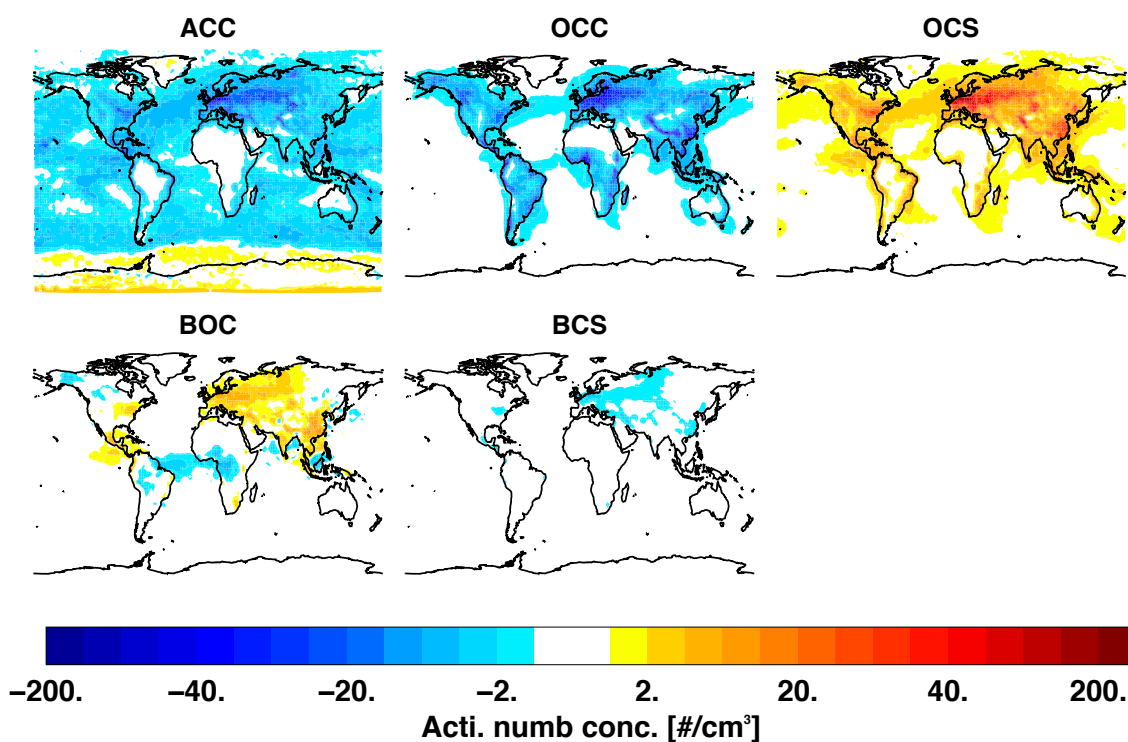 ACC OCC OCS
BOC BCS
−200. −40. −20. −2. 2. 20. 40. 200.
Acti. numb conc. [#/cm³]